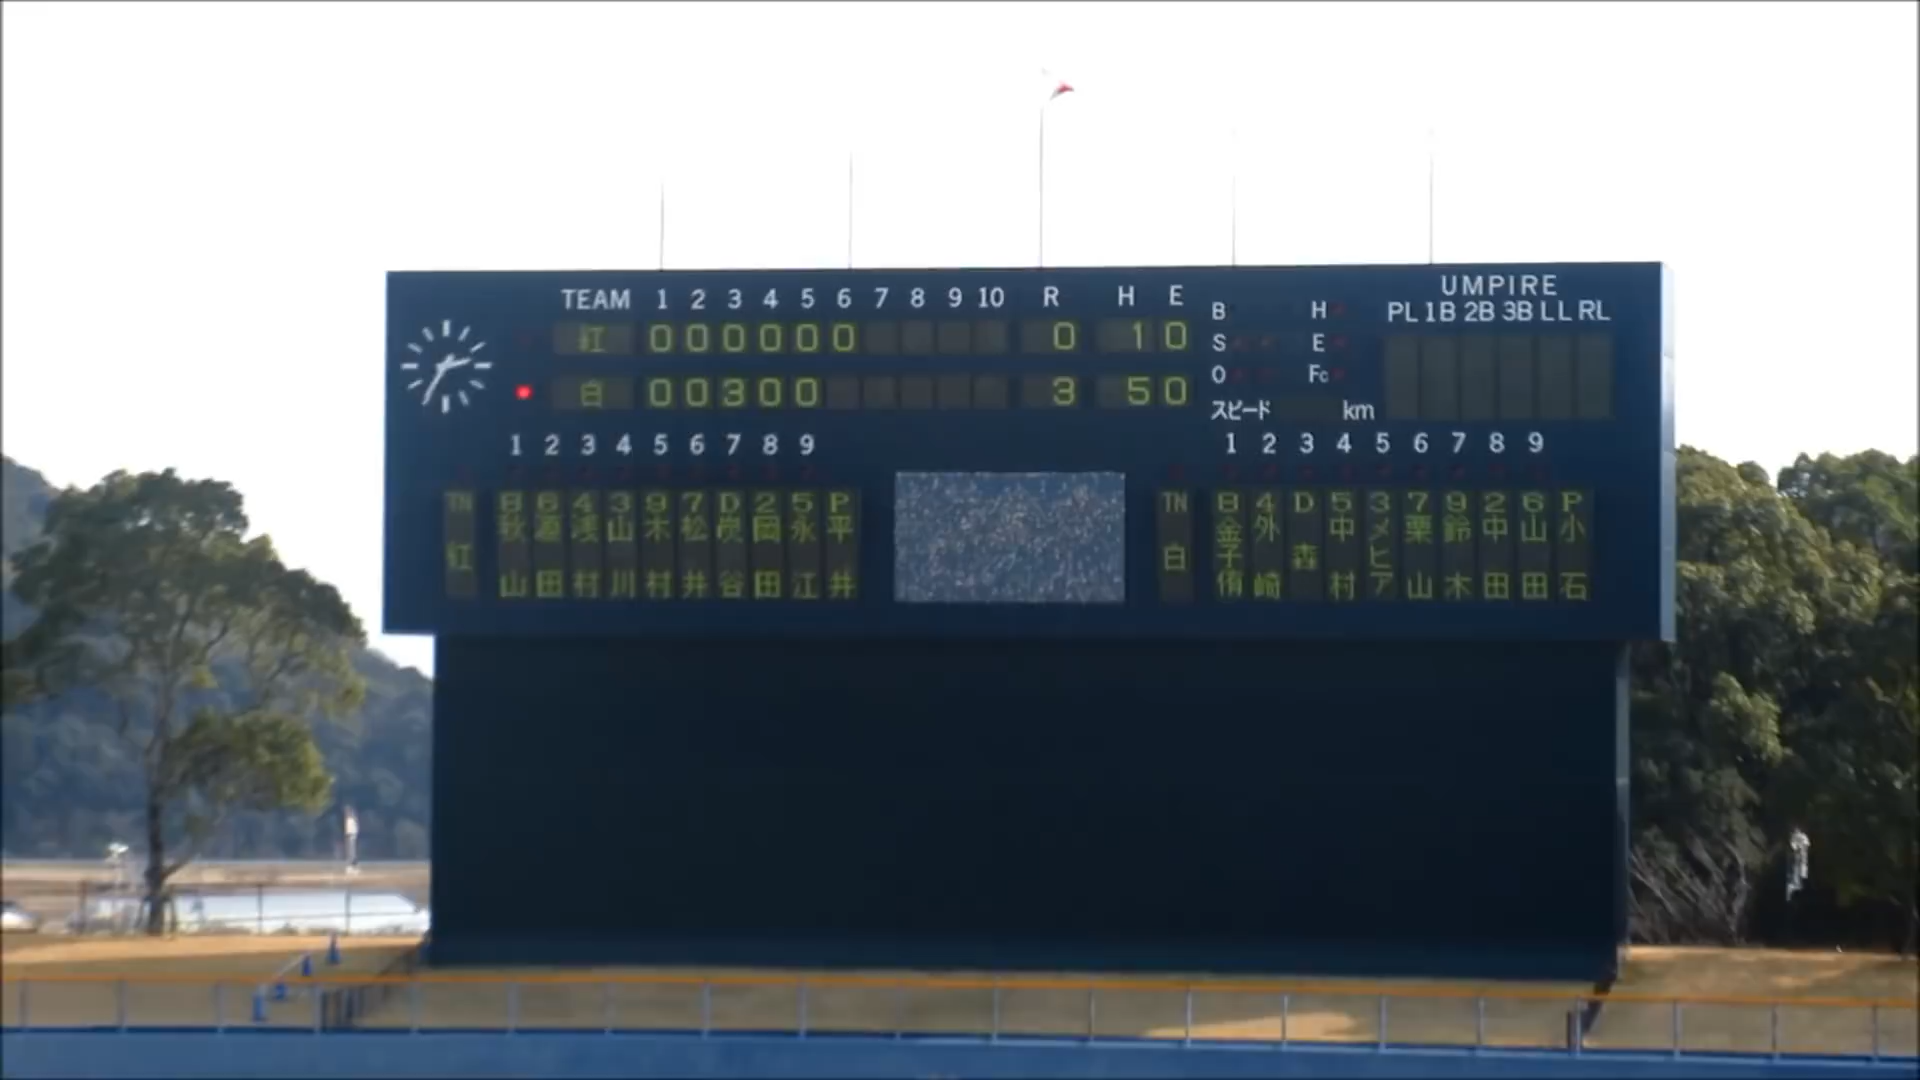 TEAM 1 2 3 4 5 6 7 8 9 10 R H E
紅 0 0 0 0 0 0 0 1 0
白 0 0 3 0 0 3 5 0
B H
S E
O Fc
スピード km
UMPIRE
PL 1B 2B 3B LL RL
1 2 3 4 5 6 7 8 9
TN 8 6 4 3 9 7 D 2 5 P
紅 秋山 源田 浅村 山川 木村 松井 炭谷 岡田 永江 平井
1 2 3 4 5 6 7 8 9
TN 8 4 D 5 3 7 9 2 6 P
白 金子侑 外崎 森 中村 メヒア 栗山 鈴木 中田 山田 小石